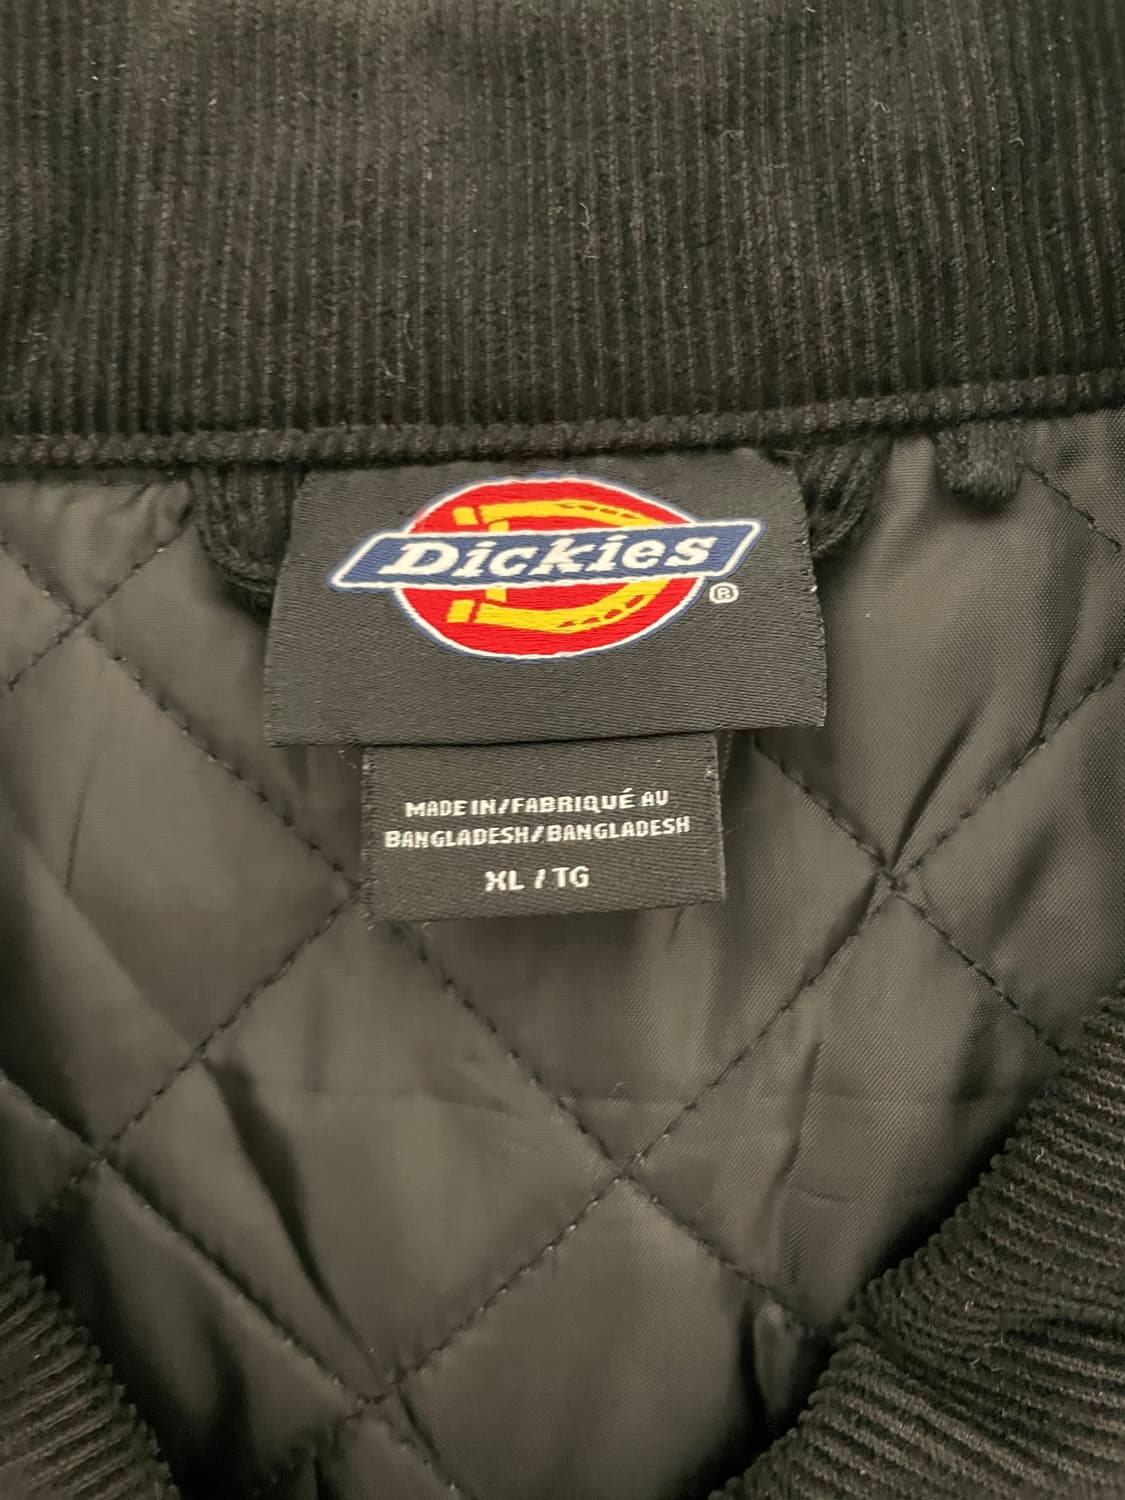 Dickies
®
MADE IN/FABRIQUÉ AU
BANGLADESH/BANGLADESH
XL / TG